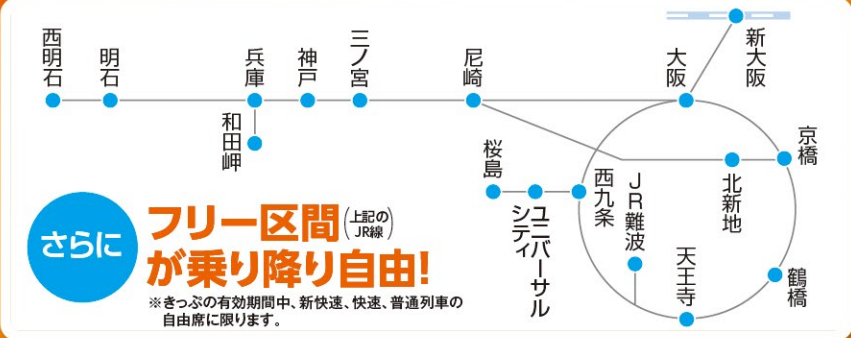 西明石
明石
兵庫
和田岬
神戸
三ノ宮
尼崎
大阪
新大阪
京橋
北新地
桜島
ユニバーサル
シティ
西九条
JR難波
天王寺
鶴橋
さらに
フリー区間(上記の
JR線)
が乗り降り自由!
※きっぷの有効期間中、新快速、快速、普通列車の
自由席に限ります。